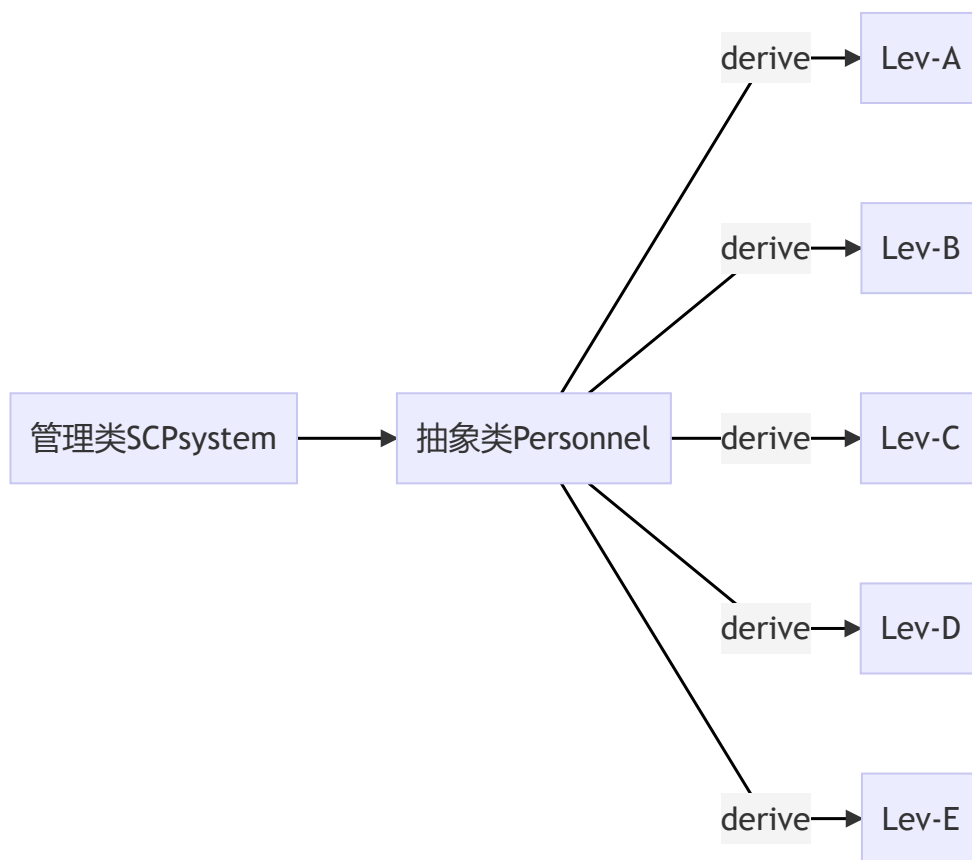 derive
Lev-A
derive
Lev-B
管理类SCPsystem
抽象类Personnel
derive
Lev-C
derive
Lev-D
derive
Lev-E